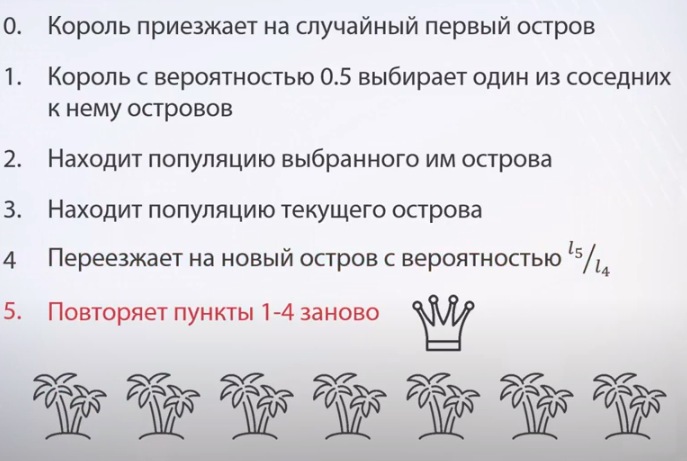 0. Король приезжает на случайный первый остров
1. Король с вероятностью 0.5 выбирает один из соседних
к нему островов
2. Находит популяцию выбранного им острова
3. Находит популяцию текущего острова
4 Переезжает на новый остров с вероятностью l₅/l₄
5. Повторяет пункты 1-4 заново